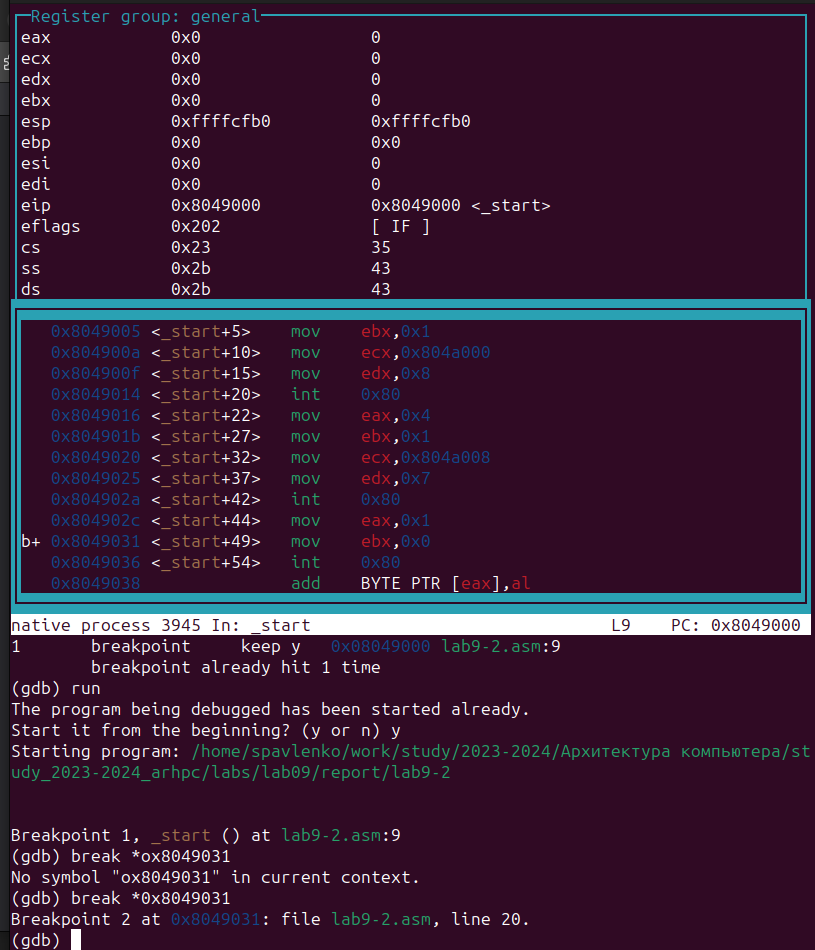 Register group: general
eax 0x0 0
ecx 0x0 0
edx 0x0 0
ebx 0x0 0
esp 0xffffcfb0 0xffffcfb0
ebp 0x0 0x0
esi 0x0 0
edi 0x0 0
eip 0x8049000 0x8049000 <_start>
eflags 0x202 [ IF ]
cs 0x23 35
ss 0x2b 43
ds 0x2b 43
0x8049005 <_start+5> mov ebx,0x1
0x804900a <_start+10> mov ecx,0x804a000
0x804900f <_start+15> mov edx,0x8
0x8049014 <_start+20> int 0x80
0x8049016 <_start+22> mov eax,0x4
0x804901b <_start+27> mov ebx,0x1
0x8049020 <_start+32> mov ecx,0x804a008
0x8049025 <_start+37> mov edx,0x7
0x804902a <_start+42> int 0x80
0x804902c <_start+44> mov eax,0x1
b+ 0x8049031 <_start+49> mov ebx,0x0
0x8049036 <_start+54> int 0x80
0x8049038 add BYTE PTR [eax],al
native process 3945 In: _start L9 PC: 0x8049000
1 breakpoint keep y 0x08049000 lab9-2.asm:9
breakpoint already hit 1 time
(gdb) run
The program being debugged has been started already.
Start it from the beginning? (y or n) y
Starting program: /home/spavlenko/work/study/2023-2024/Архитектура компьютера/st
udy_2023-2024_arhpc/labs/lab09/report/lab9-2
Breakpoint 1, _start () at lab9-2.asm:9
(gdb) break *ox8049031
No symbol "ox8049031" in current context.
(gdb) break *0x8049031
Breakpoint 2 at 0x8049031: file lab9-2.asm, line 20.
(gdb)